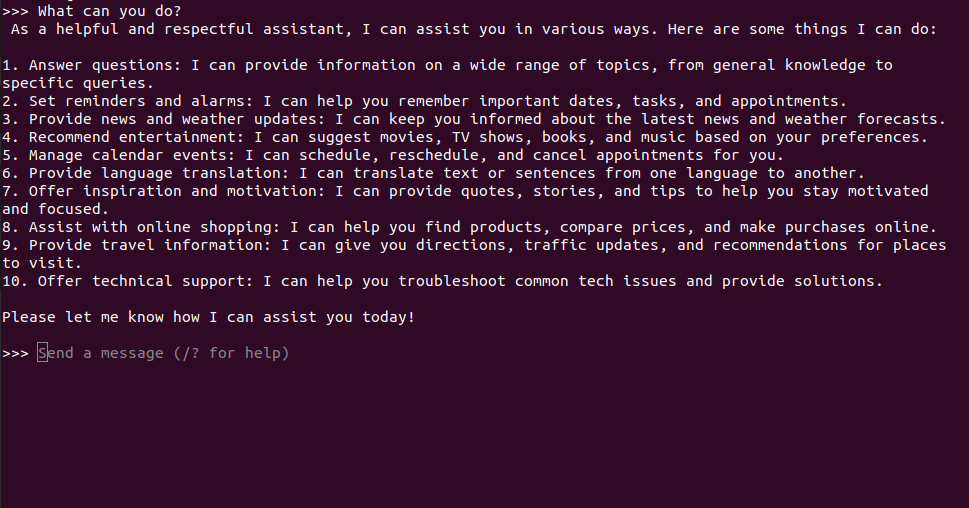 >>> What can you do?
As a helpful and respectful assistant, I can assist you in various ways. Here are some things I can do:
1. Answer questions: I can provide information on a wide range of topics, from general knowledge to
specific queries.
2. Set reminders and alarms: I can help you remember important dates, tasks, and appointments.
3. Provide news and weather updates: I can keep you informed about the latest news and weather forecasts.
4. Recommend entertainment: I can suggest movies, TV shows, books, and music based on your preferences.
5. Manage calendar events: I can schedule, reschedule, and cancel appointments for you.
6. Provide language translation: I can translate text or sentences from one language to another.
7. Offer inspiration and motivation: I can provide quotes, stories, and tips to help you stay motivated
and focused.
8. Assist with online shopping: I can help you find products, compare prices, and make purchases online.
9. Provide travel information: I can give you directions, traffic updates, and recommendations for places
to visit.
10. Offer technical support: I can help you troubleshoot common tech issues and provide solutions.
Please let me know how I can assist you today!
>>> Send a message (/? for help)